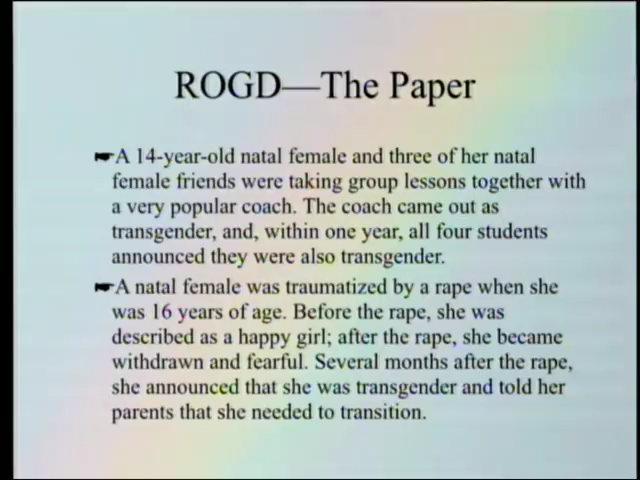 ROGD—The Paper
A 14-year-old natal female and three of her natal
female friends were taking group lessons together with
a very popular coach. The coach came out as
transgender, and, within one year, all four students
announced they were also transgender.
A natal female was traumatized by a rape when she
was 16 years of age. Before the rape, she was
described as a happy girl; after the rape, she became
withdrawn and fearful. Several months after the rape,
she announced that she was transgender and told her
parents that she needed to transition.